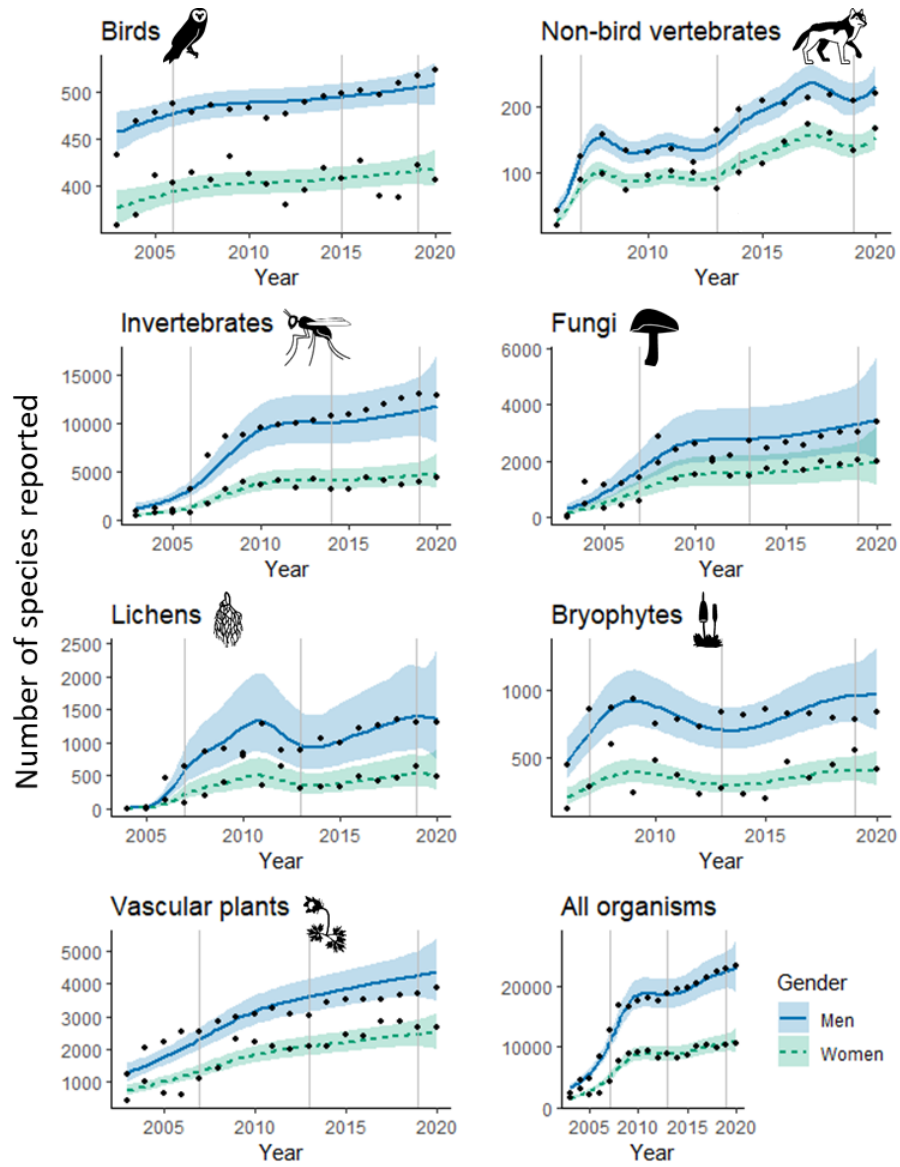 Birds
Non-bird vertebrates
500
450
400
2005 2010 2015 2020
Year
200
100
2010 2015 2020
Year
Invertebrates
Fungi
15000
10000
5000
0
2005 2010 2015 2020
Year
6000
4000
2000
0
2005 2010 2015 2020
Year
Number of species reported
Lichens
Bryophytes
2500
2000
1500
1000
500
0
2005 2010 2015 2020
Year
1000
500
2010 2015 2020
Year
Vascular plants
All organisms
5000
4000
3000
2000
1000
2005 2010 2015 2020
Year
20000
10000
0
2005 2010 2015 2020
Year
Gender
Men
Women